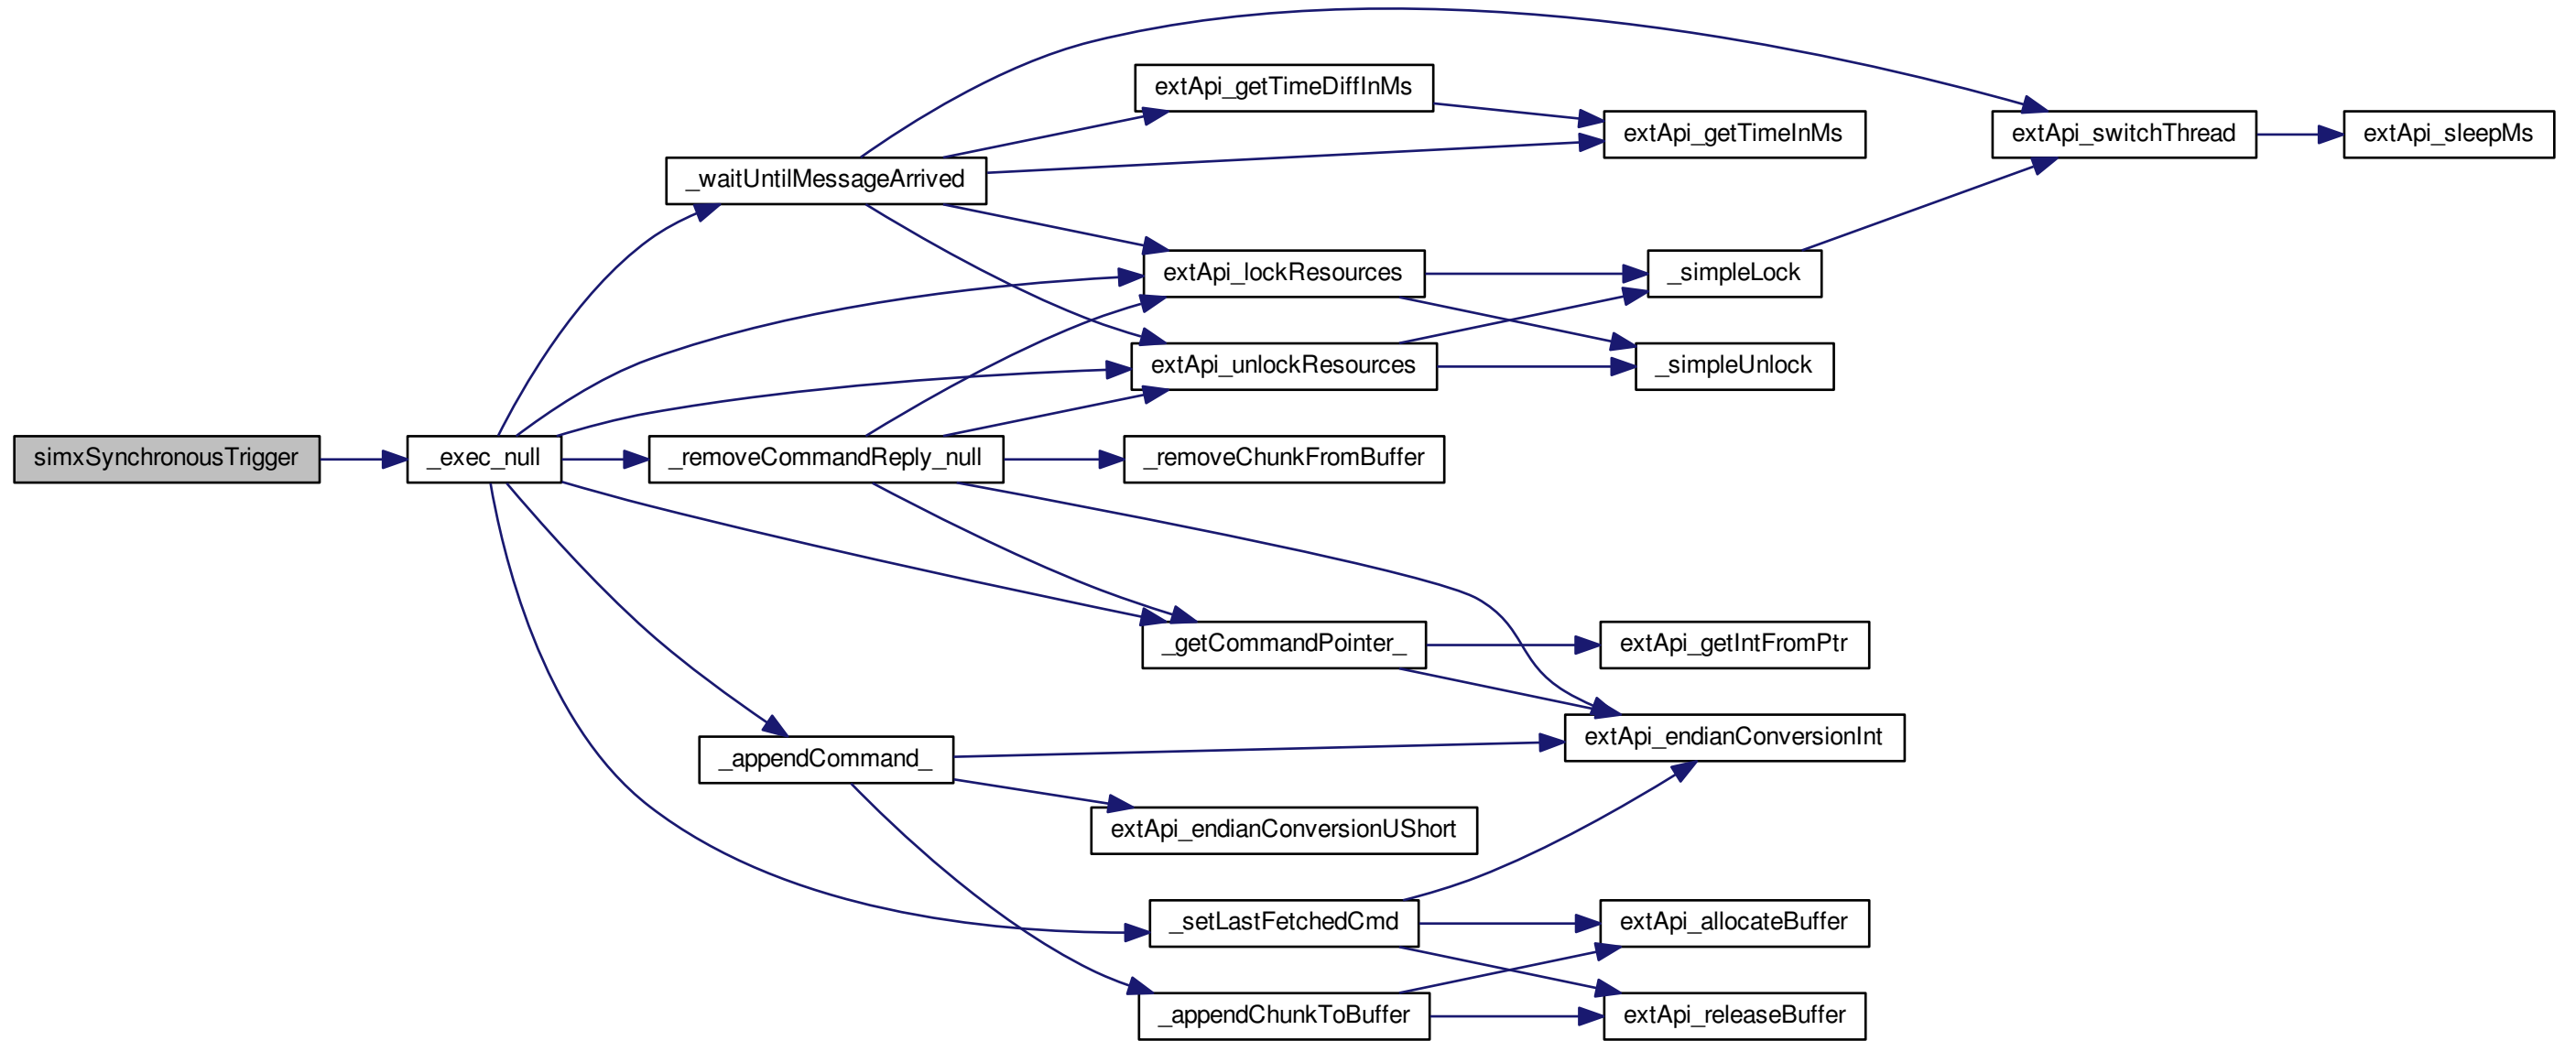 simxSynchronousTrigger
_exec_null
_waitUntilMessageArrived
extApi_getTimeDiffInMs
extApi_getTimeInMs
extApi_switchThread
extApi_sleepMs
extApi_lockResources
_simpleLock
extApi_unlockResources
_simpleUnlock
_removeCommandReply_null
_removeChunkFromBuffer
_getCommandPointer_
extApi_getIntFromPtr
extApi_endianConversionInt
_appendCommand_
extApi_endianConversionUShort
_setLastFetchedCmd
extApi_allocateBuffer
_appendChunkToBuffer
extApi_releaseBuffer